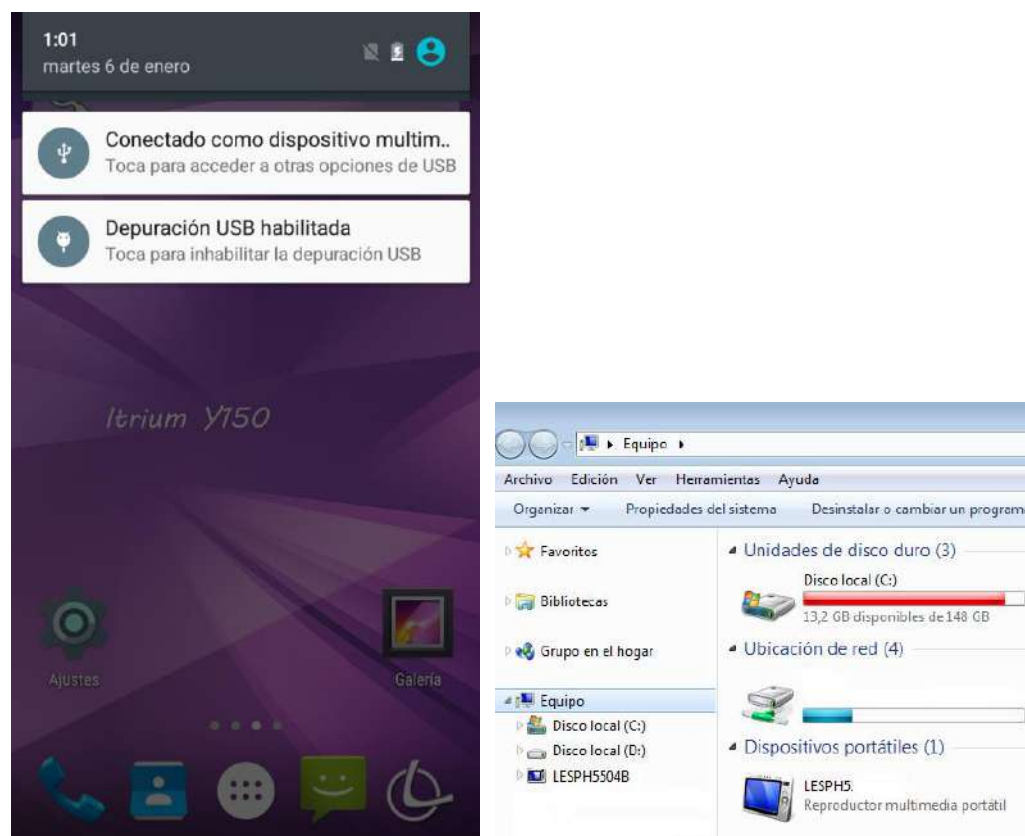 1:01
martes 6 de enero
Conectado como dispositivo multim..
Toca para acceder a otras opciones de USB
Depuración USB habilitada
Toca para inhabilitar la depuración USB
Itrium Y150
Ajustes
Galería
Equipo
Archivo Edición Ver Herramientas Ayuda
Organizar Propiedades del sistema Desinstalar o cambiar un program
Favoritos
Bibliotecas
Grupo en el hogar
Equipo
Disco local (C:)
Disco local (D:)
LESPH5504B
Unidades de disco duro (3)
Disco local (C:)
13,2 GB disponibles de 148 GB
Ubicación de red (4)
Dispositivos portátiles (1)
LESPH5.
Reproductor multimedia portátil